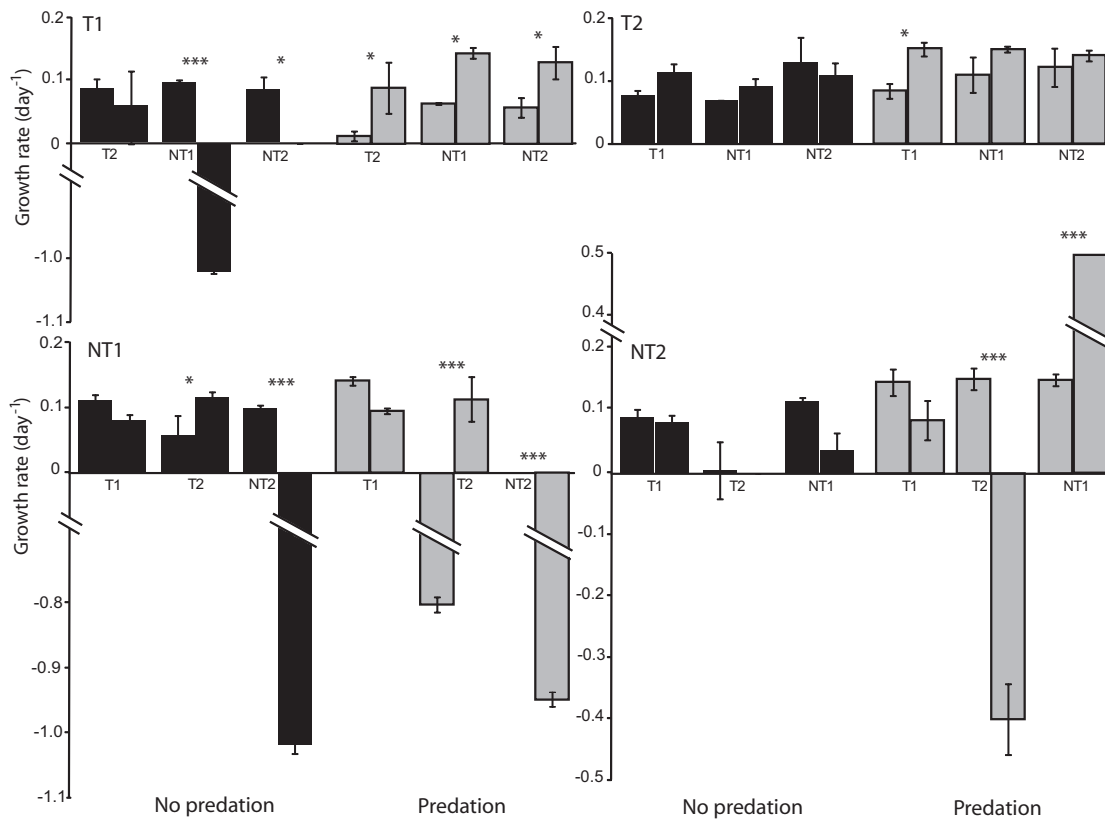 T1
Growth rate (day-1)
0.2
0.1
0
-1.0
-1.1
*** * * * *
T2 NT1 NT2 T2 NT1 NT2
T2
0.2
0.1
0
*
T1 NT1 NT2 T1 NT1 NT2
NT1
Growth rate (day-1)
0.2
0.1
0
-0.8
-0.9
-1.0
-1.1
* *** *** ***
T1 T2 NT2 T1 T2 NT2
No predation Predation
NT2
0.5
0.4
0.2
0.1
0
-0.1
-0.2
-0.3
-0.4
-0.5
*** ***
T1 T2 NT1 T1 T2 NT1
No predation Predation